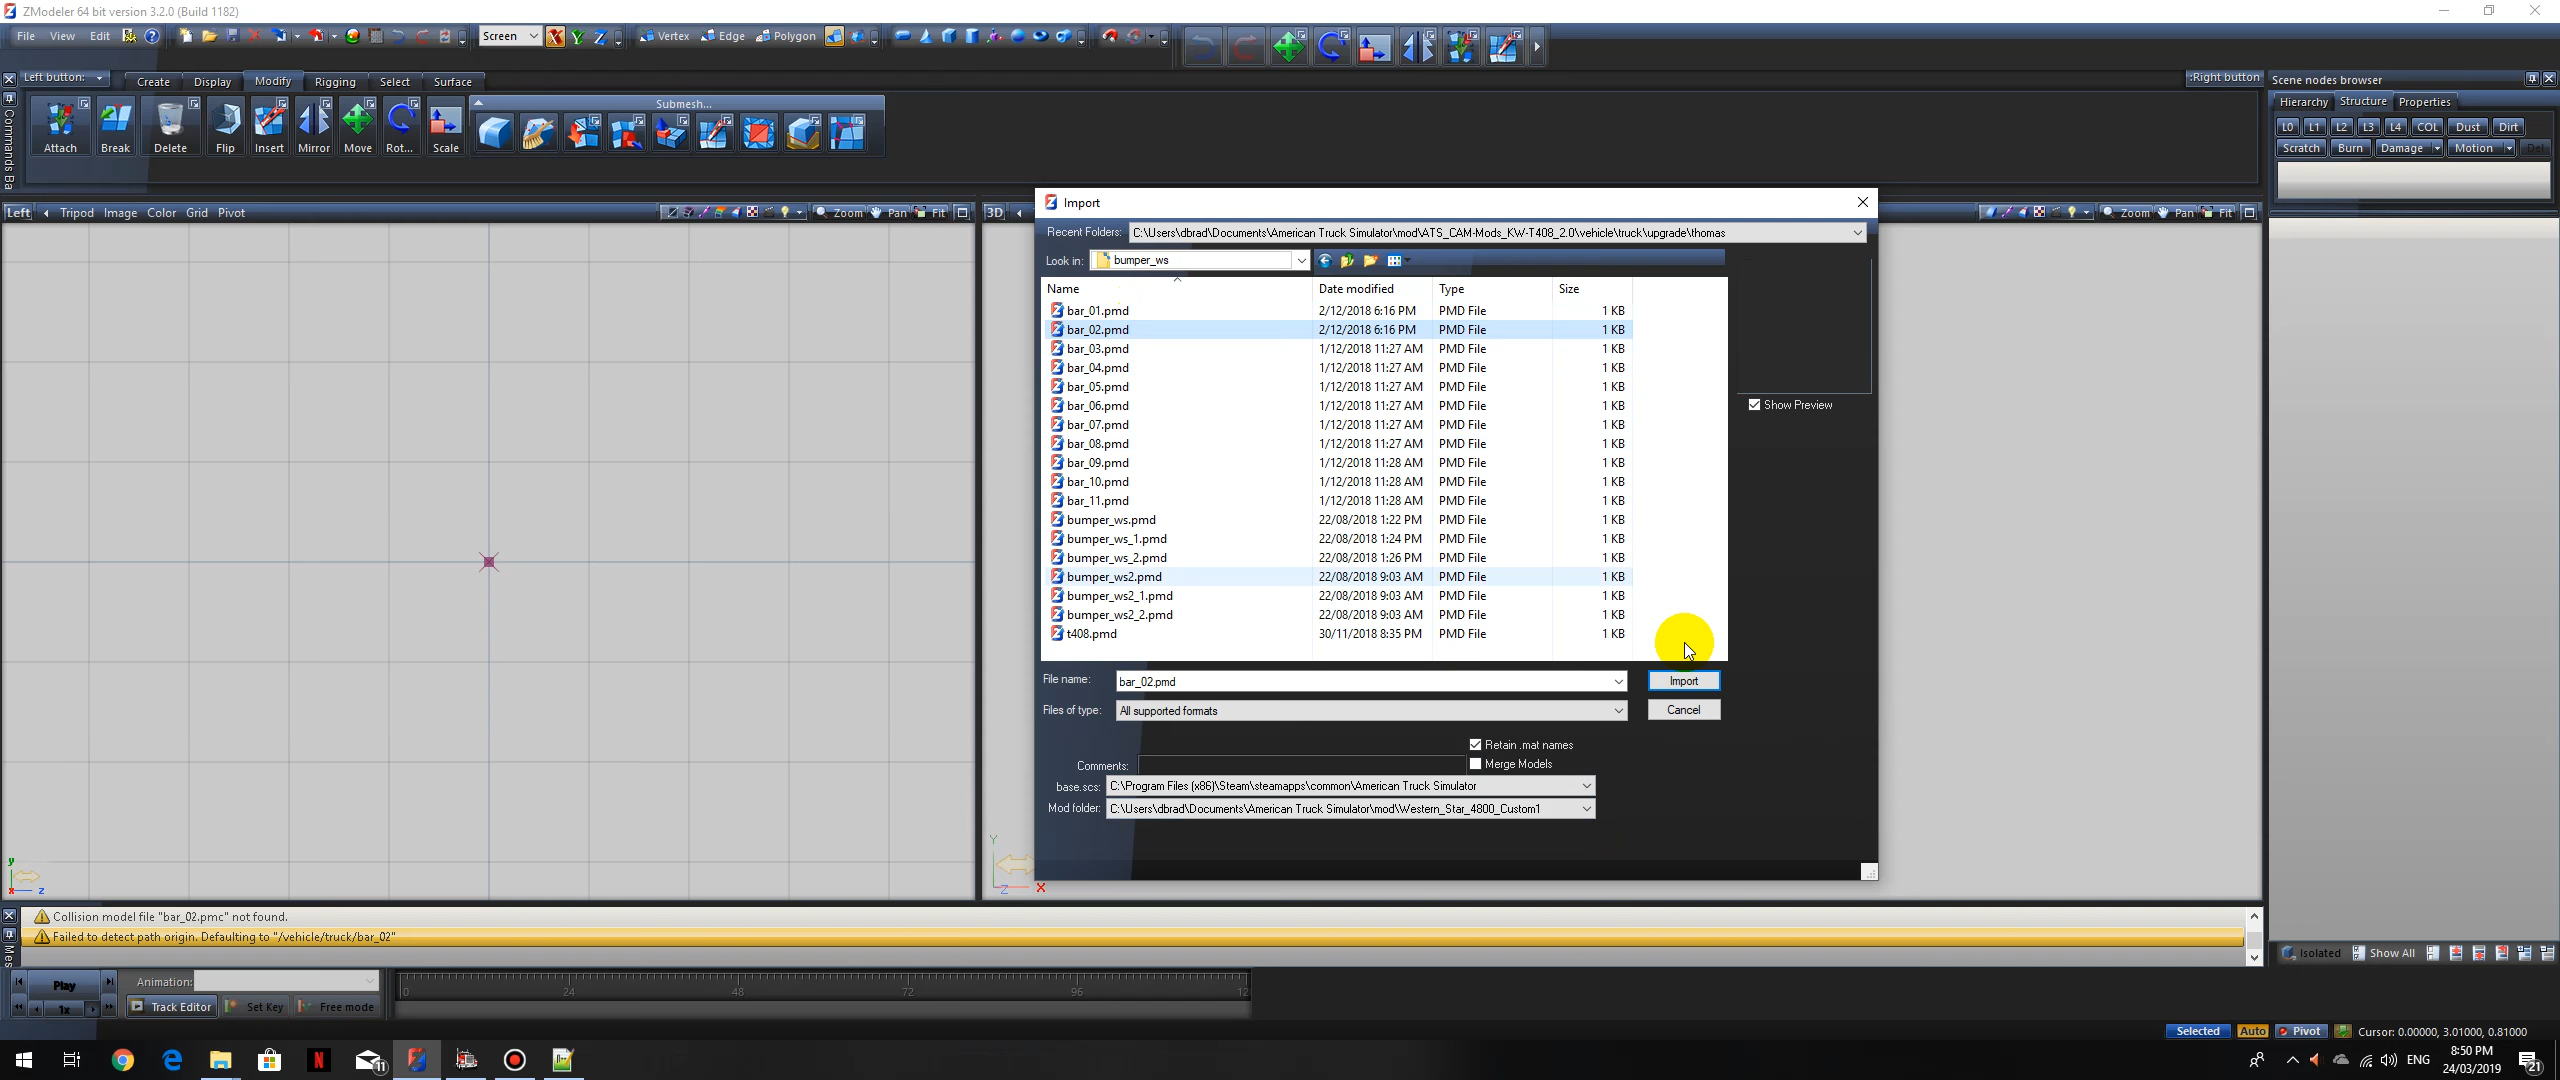 ZModeler 64 bit version 3.2.0 (Build 1182)
File View Edit Screen X Y Z Vertex Edge Polygon
Left button: Create Display Modify Rigging Select Surface :Right button
Scene nodes browser
Hierarchy Structure Properties
L0 L1 L2 L3 L4 COL Dust Dirt
Scratch Burn Damage Motion Del
Commands Ba
Submesh...
Attach Break Delete Flip Insert Mirror Move Rot... Scale
Left Tripod Image Color Grid Pivot Zoom Pan Fit
3D Zoom Pan Fit
Import
Recent Folders: C:\Users\dbrad\Documents\American Truck Simulator\mod\ATS_CAM-Mods_KW-T408_2.0\vehicle\truck\upgrade\thomas
Look in: bumper_ws
Name Date modified Type Size
bar_01.pmd 2/12/2018 6:16 PM PMD File 1 KB
bar_02.pmd 2/12/2018 6:16 PM PMD File 1 KB
bar_03.pmd 1/12/2018 11:27 AM PMD File 1 KB
bar_04.pmd 1/12/2018 11:27 AM PMD File 1 KB
bar_05.pmd 1/12/2018 11:27 AM PMD File 1 KB
bar_06.pmd 1/12/2018 11:27 AM PMD File 1 KB
bar_07.pmd 1/12/2018 11:27 AM PMD File 1 KB
bar_08.pmd 1/12/2018 11:27 AM PMD File 1 KB
bar_09.pmd 1/12/2018 11:28 AM PMD File 1 KB
bar_10.pmd 1/12/2018 11:28 AM PMD File 1 KB
bar_11.pmd 1/12/2018 11:28 AM PMD File 1 KB
bumper_ws.pmd 22/08/2018 1:22 PM PMD File 1 KB
bumper_ws_1.pmd 22/08/2018 1:24 PM PMD File 1 KB
bumper_ws_2.pmd 22/08/2018 1:26 PM PMD File 1 KB
bumper_ws2.pmd 22/08/2018 9:03 AM PMD File 1 KB
bumper_ws2_1.pmd 22/08/2018 9:03 AM PMD File 1 KB
bumper_ws2_2.pmd 22/08/2018 9:03 AM PMD File 1 KB
t408.pmd 30/11/2018 8:35 PM PMD File 1 KB
Show Preview
File name: bar_02.pmd Import
Files of type: All supported formats Cancel
Retain .mat names
Comments: Merge Models
base.scs: C:\Program Files (x86)\Steam\steamapps\common\American Truck Simulator
Mod folder: C:\Users\dbrad\Documents\American Truck Simulator\mod\Western_Star_4800_Custom1
y
x z
Y
Z X
Collision model file "bar_02.pmc" not found.
Failed to detect path origin. Defaulting to "/vehicle/truck/bar_02"
Mes
Isolated Show All
Play Animation:
0 24 48 72 96 12
1x Track Editor Set Key Free mode
Selected Auto Pivot Cursor: 0.00000, 3.01000, 0.81000
11 ENG 8:50 PM
24/03/2019 21